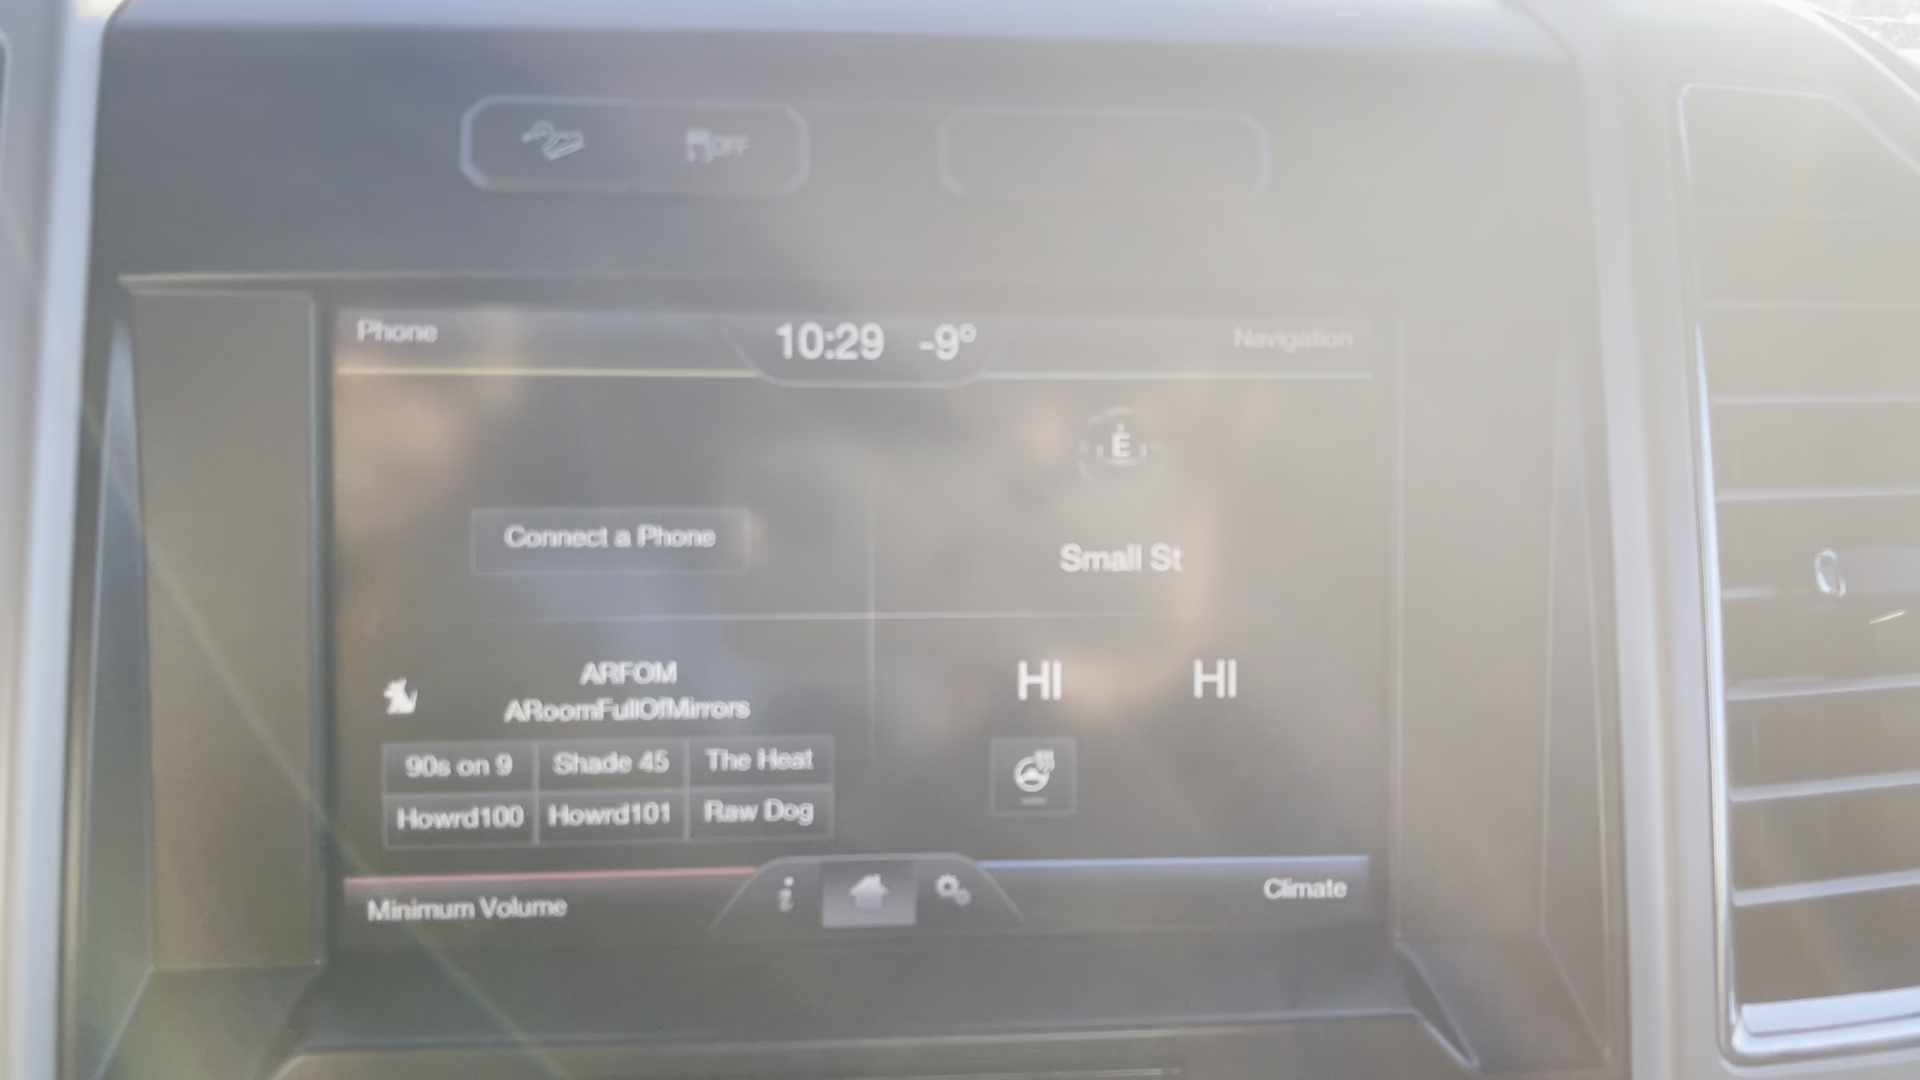 OFF
Phone
10:29 -9°
Navigation
E
Connect a Phone
Small St
ARFOM
ARoomFullOfMirrors
HI HI
90s on 9 Shade 45 The Heat
Howrd100 Howrd101 Raw Dog
Minimum Volume
i
Climate